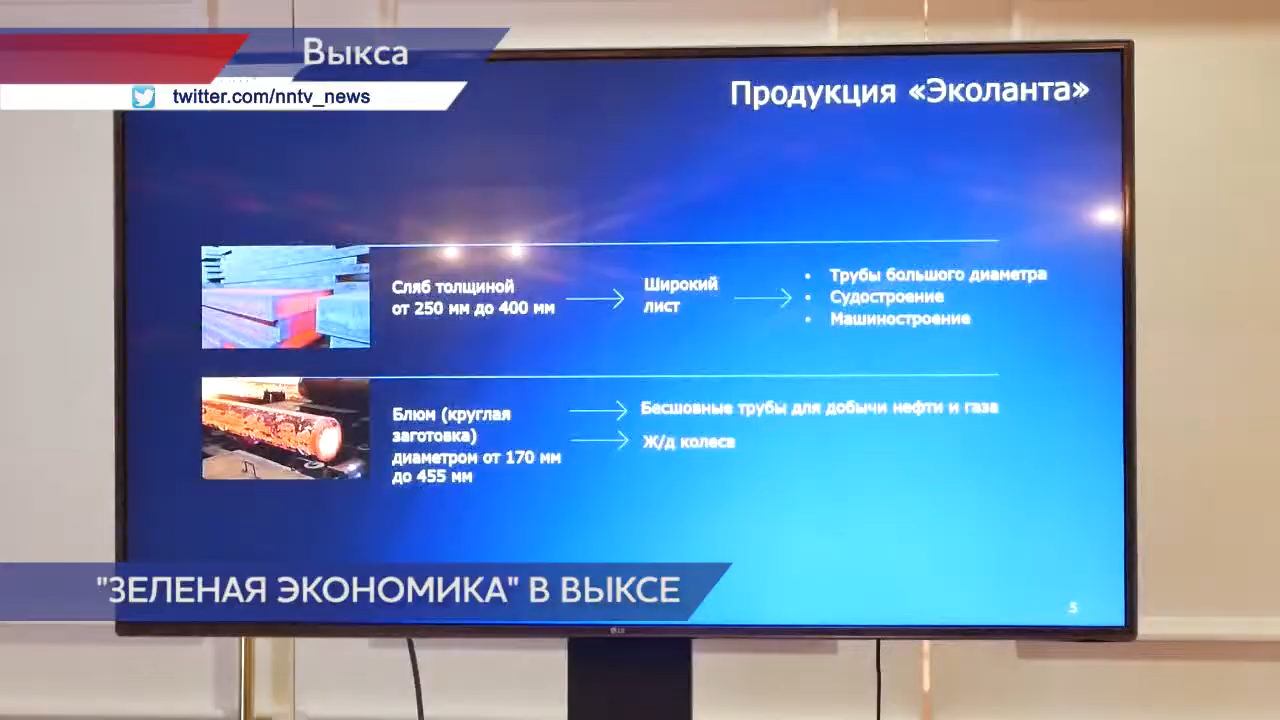 Выкса
twitter.com/nntv_news
Продукция «Эколанта»
Сляб толщиной
от 250 мм до 400 мм
Широкий
лист
• Трубы большого диаметра
• Судостроение
• Машиностроение
Блюм (круглая
заготовка)
диаметром от 170 мм
до 455 мм
Бесшовные трубы для добычи нефти и газа
Ж/д колеса
"ЗЕЛЕНАЯ ЭКОНОМИКА" В ВЫКСЕ
5
LG